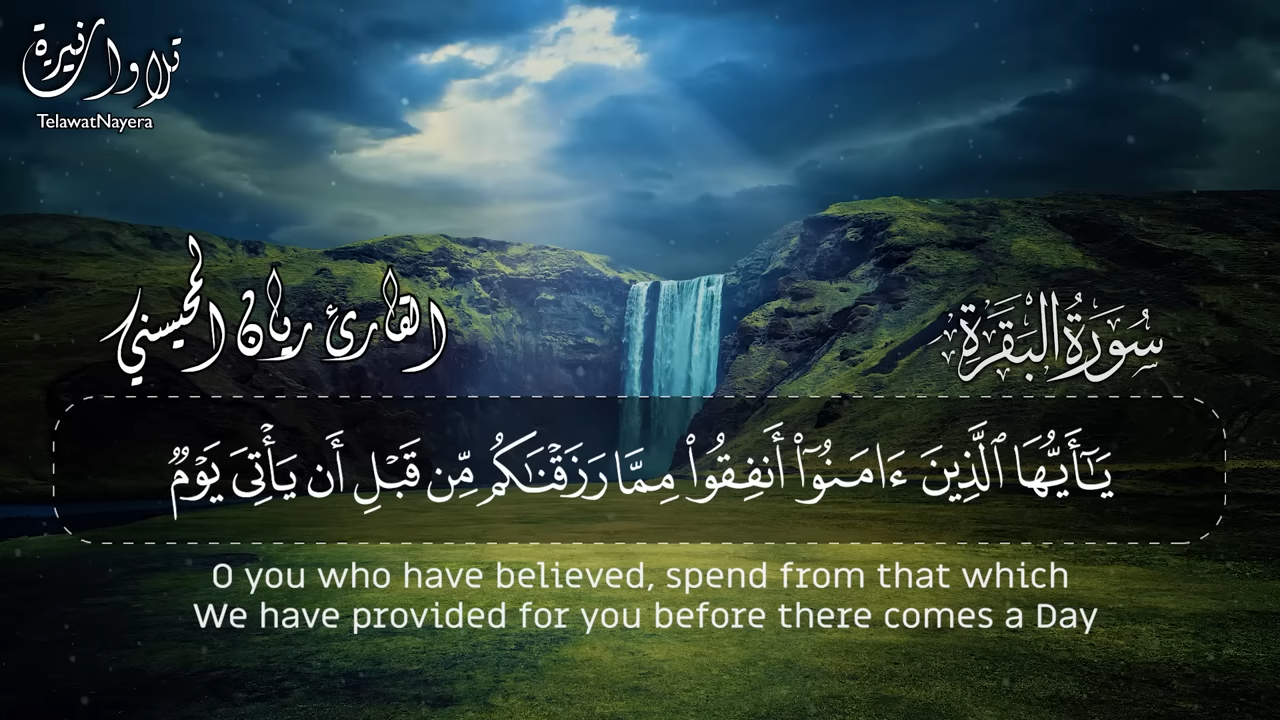 تلاوات نيرة
TelawatNayera
القارئ ريان المحيسني
سُورَةُ البَقَرَةِ
يَـٰٓأَيُّهَا ٱلَّذِينَ ءَامَنُوٓا۟ أَنفِقُوا۟ مِمَّا رَزَقْنَـٰكُم مِّن قَبْلِ أَن يَأْتِىَ يَوْمٌ
O you who have believed, spend from that which
We have provided for you before there comes a Day